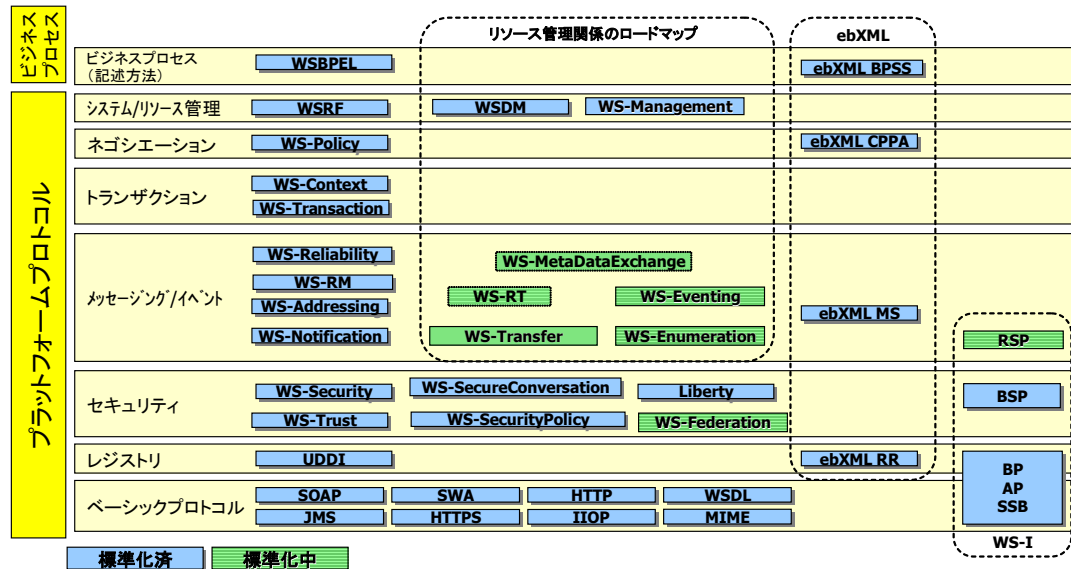 ビジネス
プロセス
リソース管理関係のロードマップ
ebXML
ビジネスプロセス
(記述方法)
WSBPEL
ebXML BPSS
プラットフォームプロトコル
システム/リソース管理
WSRF
WSDM
WS-Management
ネゴシエーション
WS-Policy
ebXML CPPA
トランザクション
WS-Context
WS-Transaction
メッセージング/イベント
WS-Reliability
WS-RM
WS-Addressing
WS-Notification
WS-MetaDataExchange
WS-RT
WS-Eventing
WS-Transfer
WS-Enumeration
ebXML MS
RSP
セキュリティ
WS-Security
WS-SecureConversation
Liberty
WS-Trust
WS-SecurityPolicy
WS-Federation
BSP
レジストリ
UDDI
ebXML RR
BP
AP
SSB
ベーシックプロトコル
SOAP
SWA
HTTP
WSDL
JMS
HTTPS
IIOP
MIME
WS-I
標準化済
標準化中